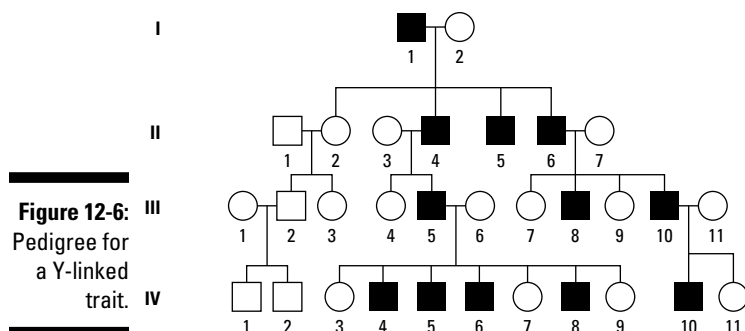 I
1 2
II
1 2 3 4 5 6 7
III
1 2 3 4 5 6 7 8 9 10 11
IV
1 2 3 4 5 6 7 8 9 10 11
Figure 12-6:
Pedigree for
a Y-linked
trait.